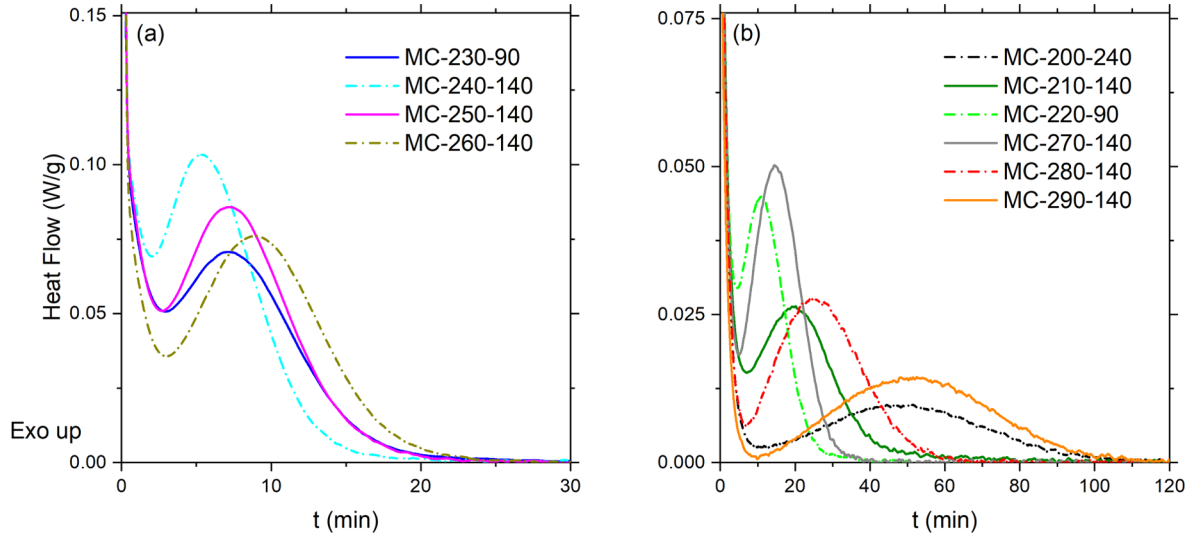 (a)
MC-230-90
MC-240-140
MC-250-140
MC-260-140
0.15
0.10
0.05
0.00
Heat Flow (W/g)
Exo up
0
10
20
30
t (min)
(b)
MC-200-240
MC-210-140
MC-220-90
MC-270-140
MC-280-140
MC-290-140
0.075
0.050
0.025
0.000
0
20
40
60
80
100
120
t (min)